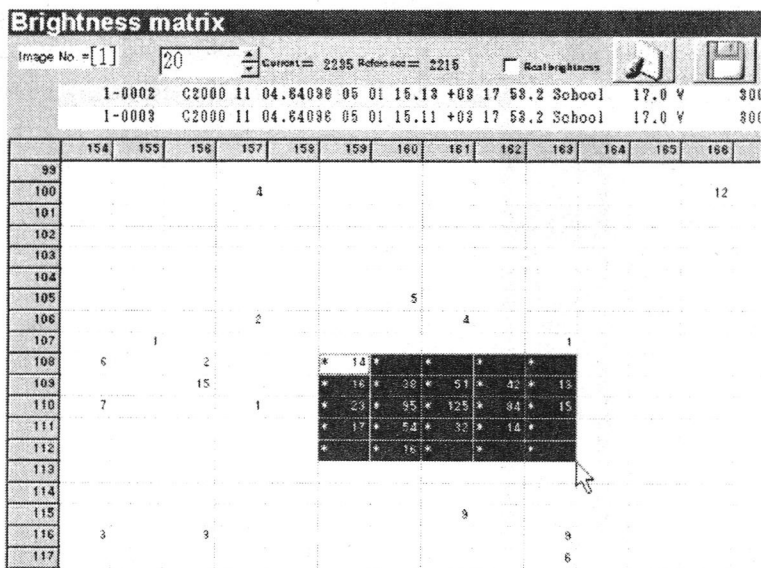 Brightness matrix
Image No. =[1] 20 Current= 2235 Reference= 2215 Real brightness
1-0002 C2000 11 04.64036 05 01 15.13 +03 17 53.2 School 17.0 V 300
1-0003 C2000 11 04.64036 05 01 15.11 +03 17 53.2 School 17.0 V 300
154 155 156 157 158 159 160 161 162 163 164 165 166
99
100 4 12
101
102
103
104
105 5
106 2 4
107 1 1
108 6 2 * 14 * * * *
109 15 * 16 * 38 * 51 * 42 * 13
110 7 1 * 23 * 95 * 125 * 84 * 15
111 * 17 * 54 * 32 * 14 *
112 * * 16 * * *
113
114
115 9
116 3 3 9
117 6